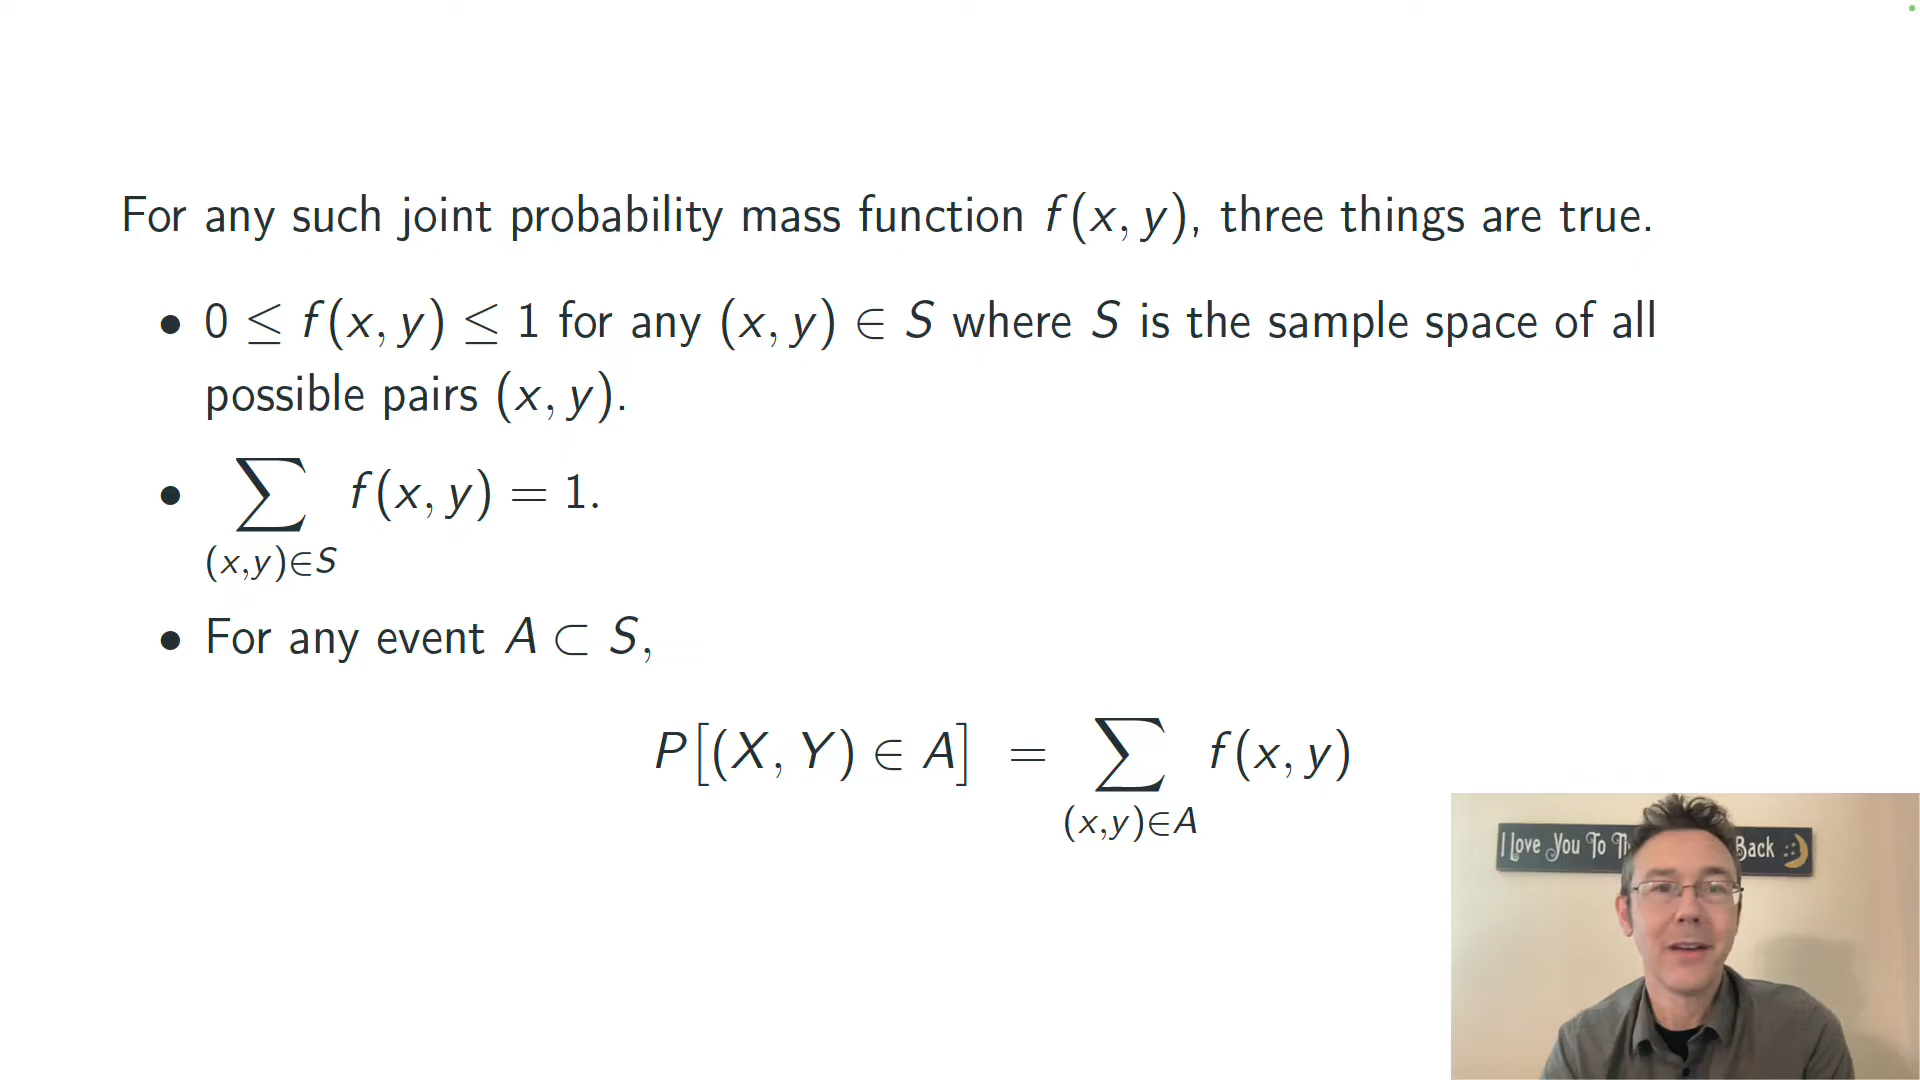 For any such joint probability mass function f(x, y), three things are true.
• 0 ≤ f(x, y) ≤ 1 for any (x, y) ∈ S where S is the sample space of all
possible pairs (x, y).
• ∑ f(x, y) = 1.
(x,y)∈S
• For any event A ⊂ S,
P[(X, Y) ∈ A] = ∑ f(x, y)
(x,y)∈A
I Love You To Back